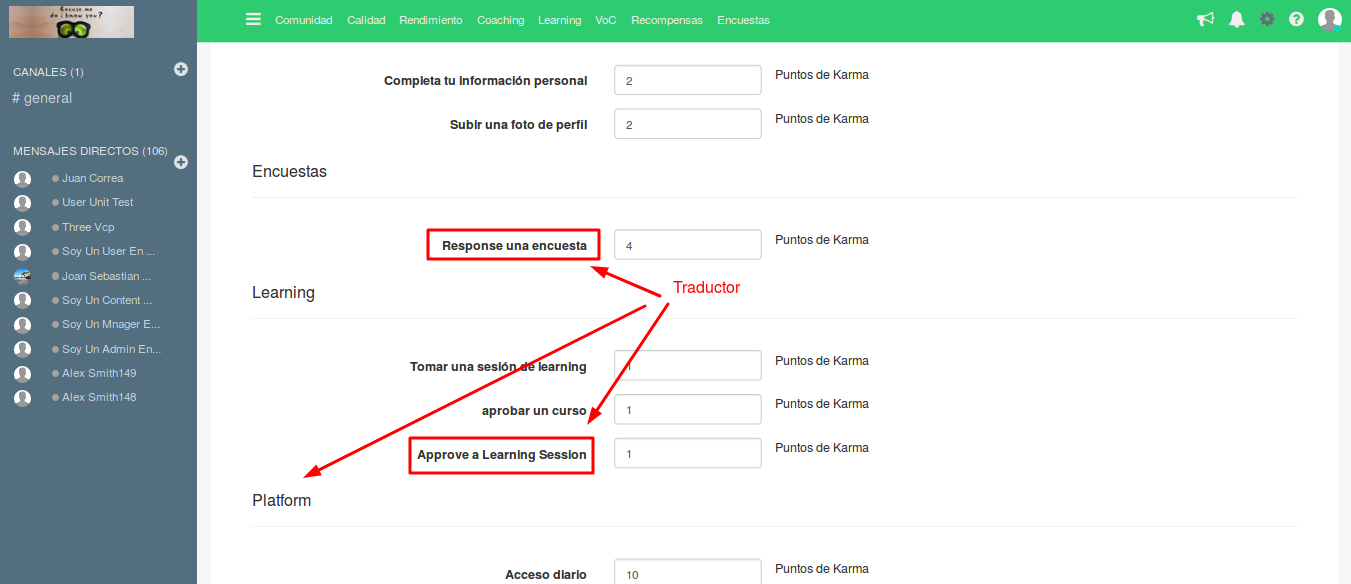 Excuse me
do i know you?
Comunidad Calidad Rendimiento Coaching Learning VoC Recompensas Encuestas
CANALES (1)
# general
MENSAJES DIRECTOS (106)
Juan Correa
User Unit Test
Three Vcp
Soy Un User En ...
Joan Sebastian ...
Soy Un Content ...
Soy Un Mnager E...
Soy Un Admin En...
Alex Smith149
Alex Smith148
Completa tu información personal 2 Puntos de Karma
Subir una foto de perfil 2 Puntos de Karma
Encuestas
Response una encuesta 4 Puntos de Karma
Traductor
Learning
Tomar una sesión de learning 1 Puntos de Karma
aprobar un curso 1 Puntos de Karma
Approve a Learning Session 1 Puntos de Karma
Platform
Acceso diario 10 Puntos de Karma